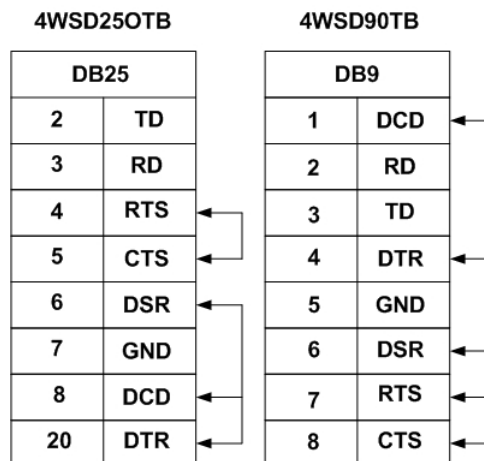 4WSD25OTB
DB25
2 TD
3 RD
4 RTS
5 CTS
6 DSR
7 GND
8 DCD
20 DTR
4WSD90TB
DB9
1 DCD
2 RD
3 TD
4 DTR
5 GND
6 DSR
7 RTS
8 CTS